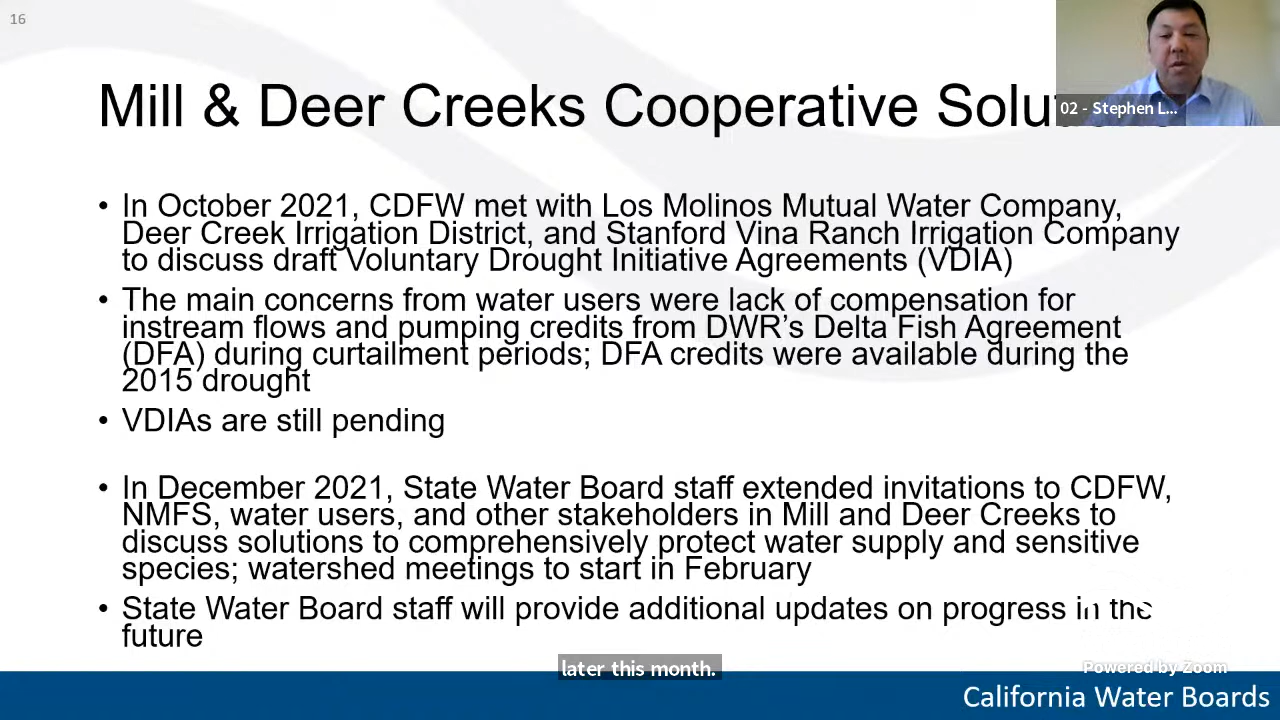 16
Mill & Deer Creeks Cooperative Solu
02 - Stephen L...
• In October 2021, CDFW met with Los Molinos Mutual Water Company,
Deer Creek Irrigation District, and Stanford Vina Ranch Irrigation Company
to discuss draft Voluntary Drought Initiative Agreements (VDIA)
• The main concerns from water users were lack of compensation for
instream flows and pumping credits from DWR’s Delta Fish Agreement
(DFA) during curtailment periods; DFA credits were available during the
2015 drought
• VDIAs are still pending
• In December 2021, State Water Board staff extended invitations to CDFW,
NMFS, water users, and other stakeholders in Mill and Deer Creeks to
discuss solutions to comprehensively protect water supply and sensitive
species; watershed meetings to start in February
• State Water Board staff will provide additional updates on progress in the
future
later this month.
Powered by Zoom
California Water Boards